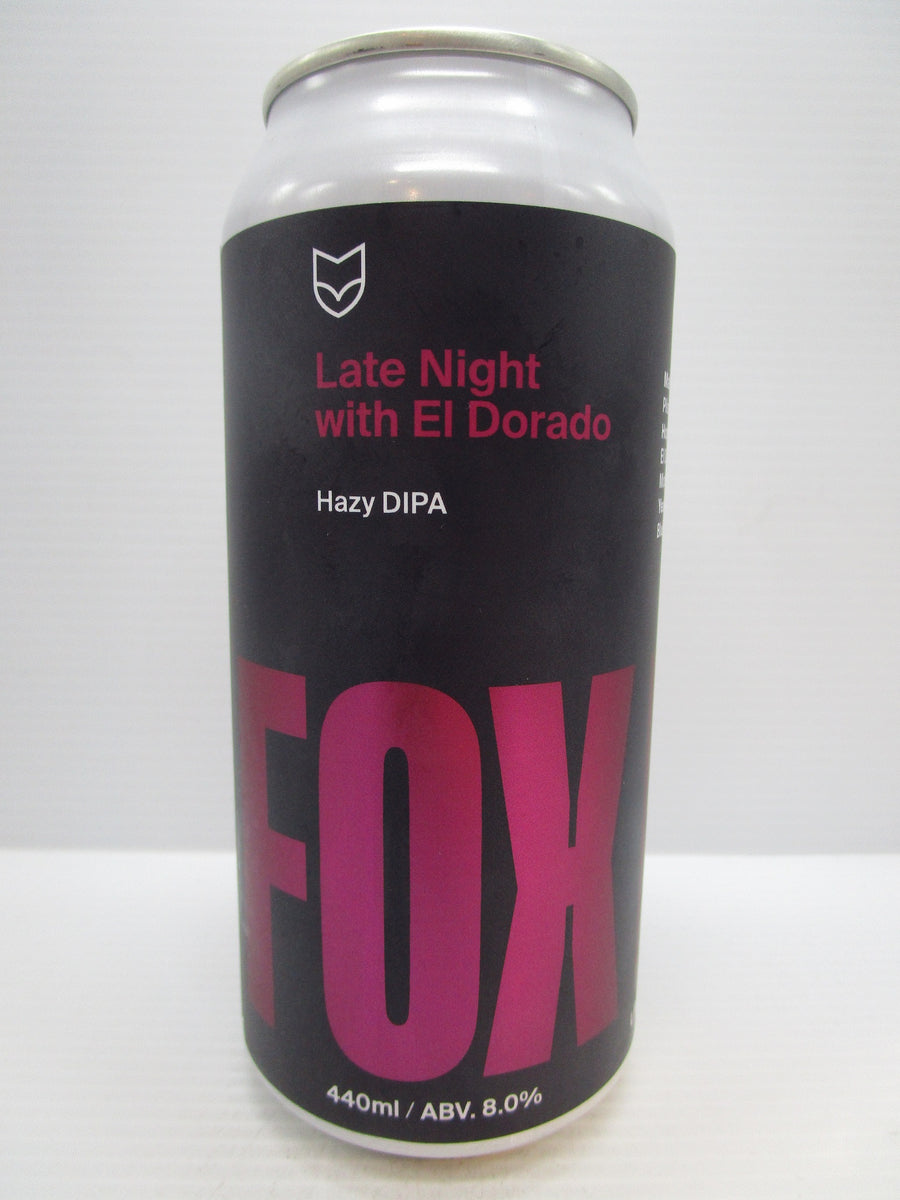 Late Night
with El Dorado
Hazy DIPA
FOX
440ml / ABV. 8.0%